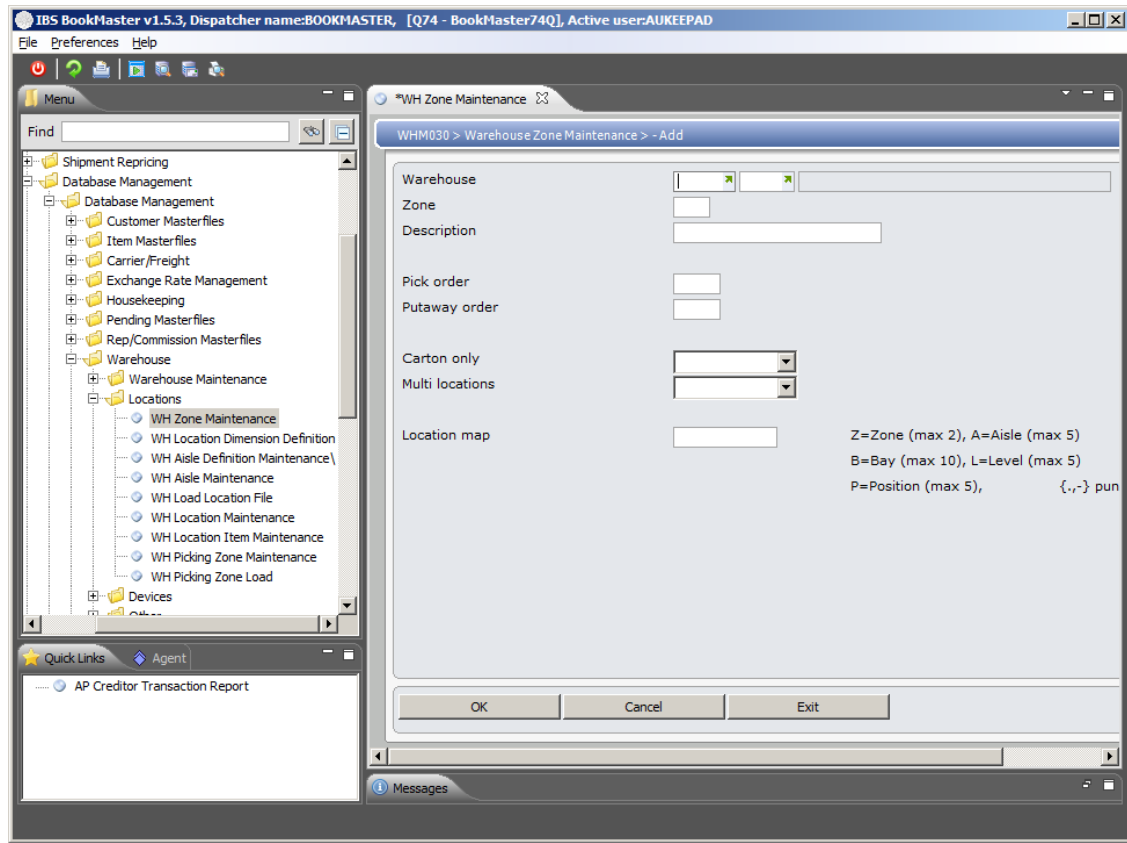 IBS BookMaster v1.5.3, Dispatcher name:BOOKMASTER, [Q74 - BookMaster74Q], Active user:AUKEEPAD
File Preferences Help
Menu
Find
Shipment Repricing
Database Management
Database Management
Customer Masterfiles
Item Masterfiles
Carrier/Freight
Exchange Rate Management
Housekeeping
Pending Masterfiles
Rep/Commission Masterfiles
Warehouse
Warehouse Maintenance
Locations
WH Zone Maintenance
WH Location Dimension Definition
WH Aisle Definition Maintenance\
WH Aisle Maintenance
WH Load Location File
WH Location Maintenance
WH Location Item Maintenance
WH Picking Zone Maintenance
WH Picking Zone Load
Devices
Quick Links Agent
AP Creditor Transaction Report
*WH Zone Maintenance
WHM030 > Warehouse Zone Maintenance > - Add
Warehouse
Zone
Description
Pick order
Putaway order
Carton only
Multi locations
Location map Z=Zone (max 2), A=Aisle (max 5)
B=Bay (max 10), L=Level (max 5)
P=Position (max 5), {.,-} pun
OK Cancel Exit
Messages